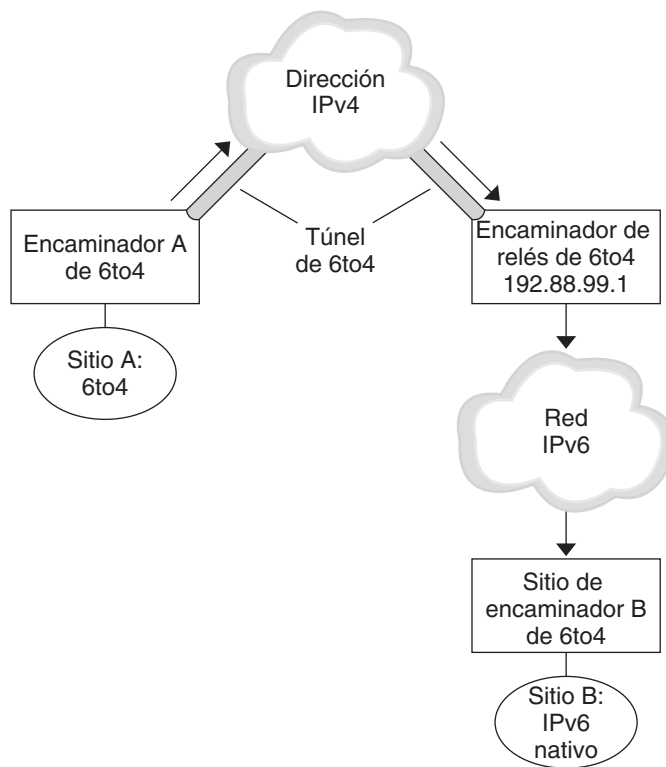 Dirección
IPv4
Encaminador A
de 6to4
Túnel
de 6to4
Encaminador de
relés de 6to4
192.88.99.1
Sitio A:
6to4
Red
IPv6
Sitio de
encaminador B
de 6to4
Sitio B:
IPv6
nativo